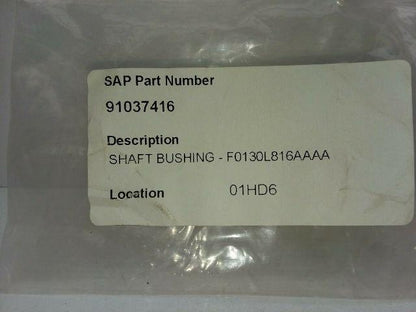 SAP Part Number
91037416
Description
SHAFT BUSHING - F0130L816AAAA
Location 01HD6